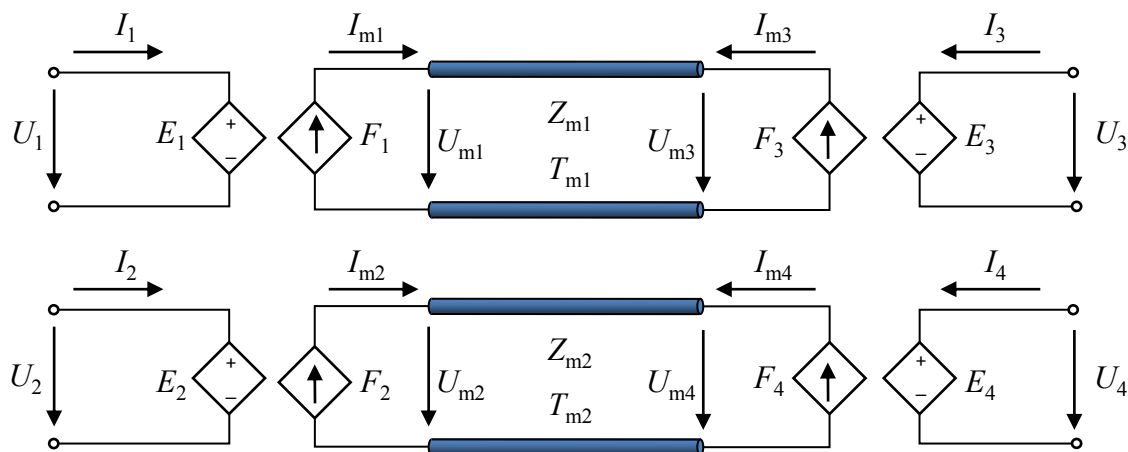 I1 Im1 Im3 I3
U1 E1 + − F1 Um1 Zm1 Tm1 Um3 F3 + − E3 U3
I2 Im2 Im4 I4
U2 E2 + − F2 Um2 Zm2 Tm2 Um4 F4 + − E4 U4